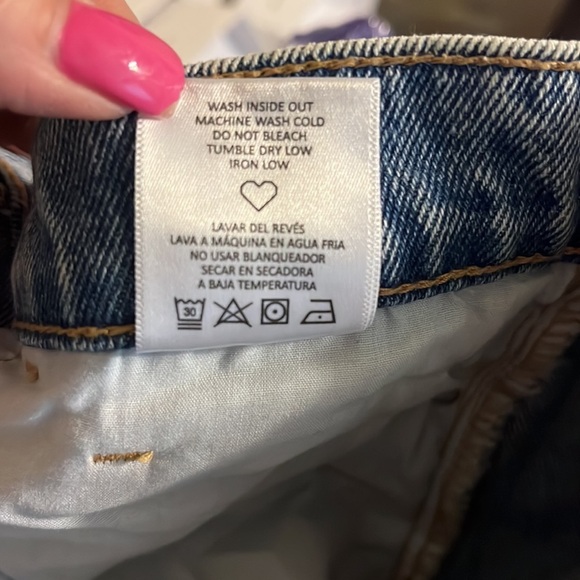 WASH INSIDE OUT
MACHINE WASH COLD
DO NOT BLEACH
TUMBLE DRY LOW
IRON LOW
LAVAR DEL REVÉS
LAVA A MÁQUINA EN AGUA FRIA
NO USAR BLANQUEADOR
SECAR EN SECADORA
A BAJA TEMPERATURA
30